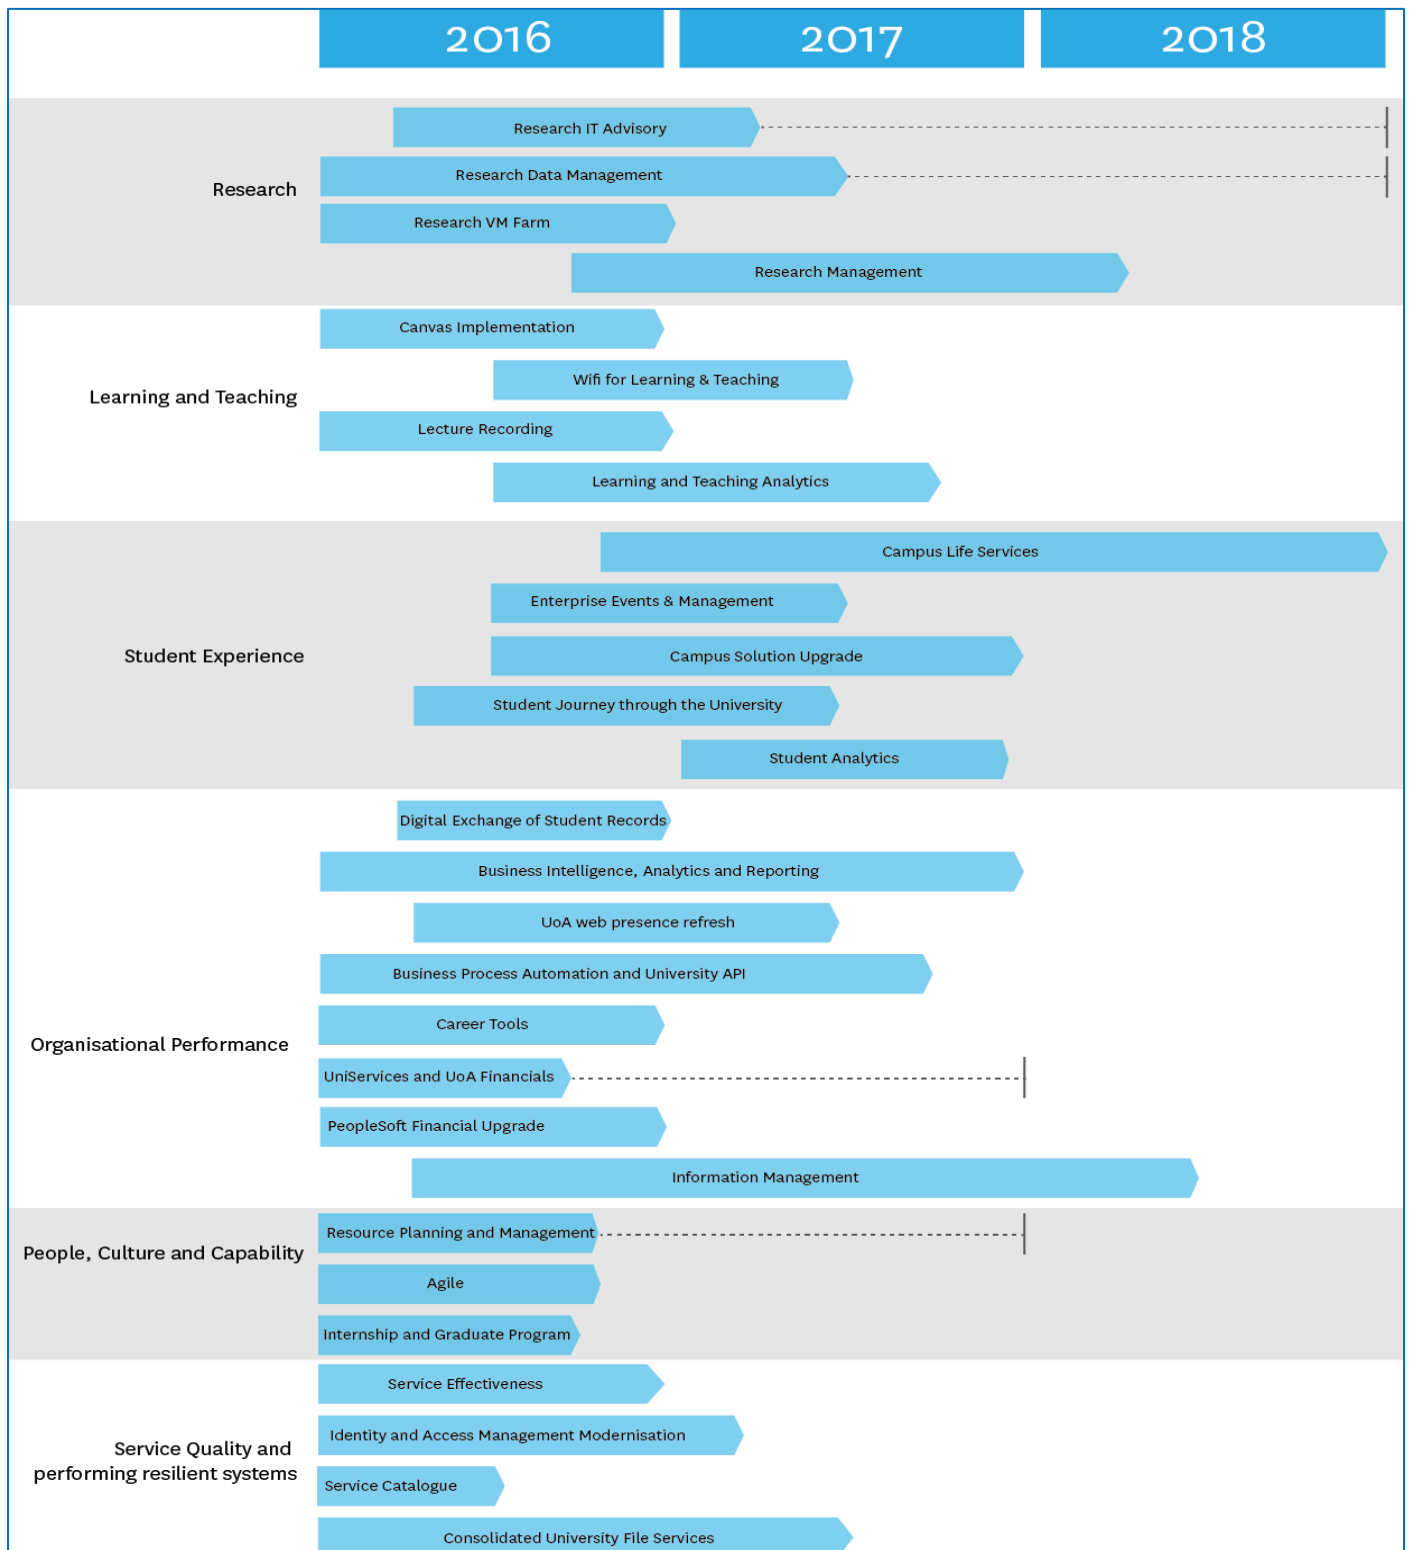 2016
2017
2018
Research
Research IT Advisory
Research Data Management
Research VM Farm
Research Management
Learning and Teaching
Canvas Implementation
Wifi for Learning & Teaching
Lecture Recording
Learning and Teaching Analytics
Student Experience
Campus Life Services
Enterprise Events & Management
Campus Solution Upgrade
Student Journey through the University
Student Analytics
Organisational Performance
Digital Exchange of Student Records
Business Intelligence, Analytics and Reporting
UoA web presence refresh
Business Process Automation and University API
Career Tools
UniServices and UoA Financials
PeopleSoft Financial Upgrade
Information Management
People, Culture and Capability
Resource Planning and Management
Agile
Internship and Graduate Program
Service Quality and
performing resilient systems
Service Effectiveness
Identity and Access Management Modernisation
Service Catalogue
Consolidated University File Services